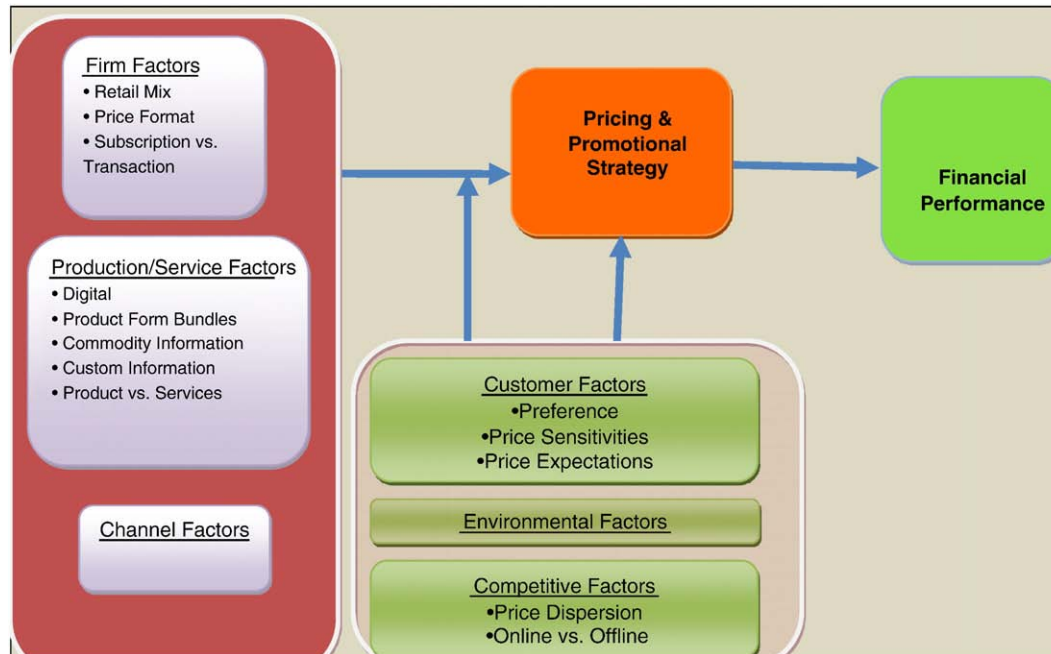 Firm Factors
• Retail Mix
• Price Format
• Subscription vs.
Transaction
Production/Service Factors
• Digital
• Product Form Bundles
• Commodity Information
• Custom Information
• Product vs. Services
Channel Factors
Pricing &
Promotional
Strategy
Financial
Performance
Customer Factors
•Preference
•Price Sensitivities
•Price Expectations
Environmental Factors
Competitive Factors
•Price Dispersion
•Online vs. Offline